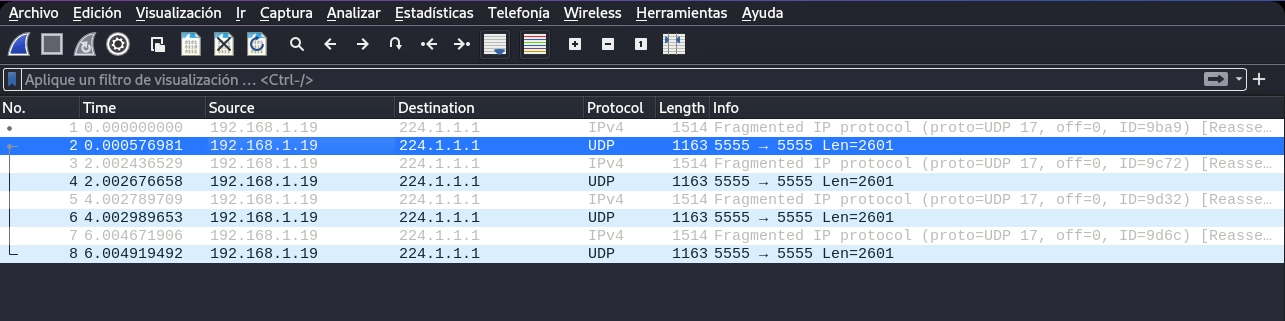 Archivo Edición Visualización Ir Captura Analizar Estadísticas Telefonía Wireless Herramientas Ayuda
Aplique un filtro de visualización … <Ctrl-/>
No. Time Source Destination Protocol Length Info
1 0.000000000 192.168.1.19 224.1.1.1 IPv4 1514 Fragmented IP protocol (proto=UDP 17, off=0, ID=9ba9) [Reasse…
2 0.000576981 192.168.1.19 224.1.1.1 UDP 1163 5555 → 5555 Len=2601
3 2.002436529 192.168.1.19 224.1.1.1 IPv4 1514 Fragmented IP protocol (proto=UDP 17, off=0, ID=9c72) [Reasse…
4 2.002676658 192.168.1.19 224.1.1.1 UDP 1163 5555 → 5555 Len=2601
5 4.002789709 192.168.1.19 224.1.1.1 IPv4 1514 Fragmented IP protocol (proto=UDP 17, off=0, ID=9d32) [Reasse…
6 4.002989653 192.168.1.19 224.1.1.1 UDP 1163 5555 → 5555 Len=2601
7 6.004671906 192.168.1.19 224.1.1.1 IPv4 1514 Fragmented IP protocol (proto=UDP 17, off=0, ID=9d6c) [Reasse…
8 6.004919492 192.168.1.19 224.1.1.1 UDP 1163 5555 → 5555 Len=2601